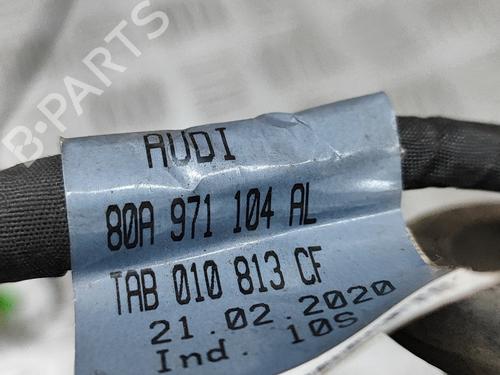 B-PARTS
AUDI
80A 971 104 AL
TAB 010 813 CF
21.02.2020
Ind. 10S